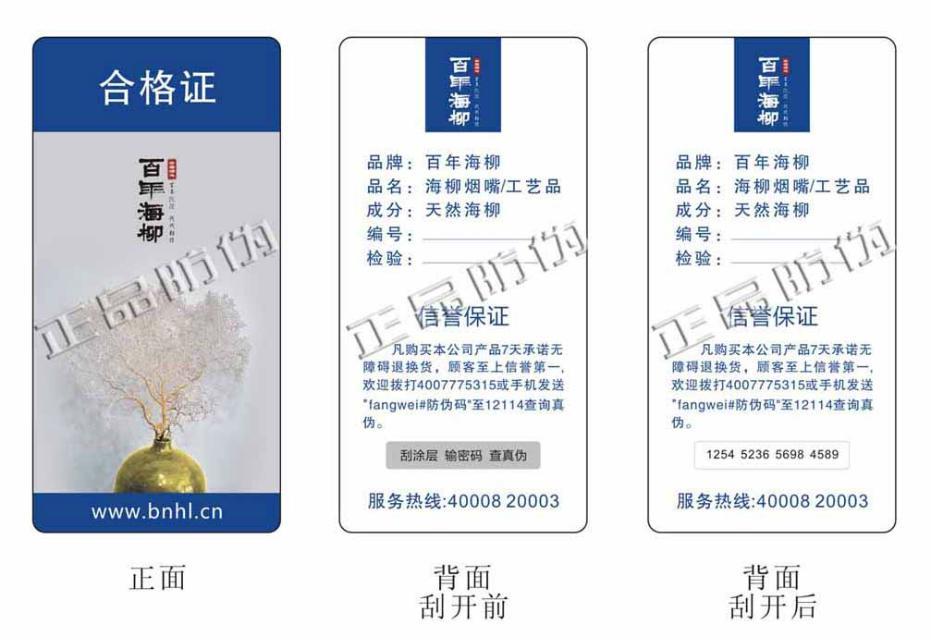 合格证
百年海柳
正品防伪
www.bnhl.cn
正面
百年海柳
品牌：百年海柳
品名：海柳烟嘴/工艺品
成分：天然海柳
编号：
检验：
正品防伪
信誉保证
凡购买本公司产品7天承诺无
障碍退换货，顾客至上信誉第一,
欢迎拨打4007775315或手机发送
"fangwei#防伪码"至12114查询真
伪。
刮涂层 输密码 查真伪
服务热线:40008 20003
背面
刮开前
百年海柳
品牌：百年海柳
品名：海柳烟嘴/工艺品
成分：天然海柳
编号：
检验：
正品防伪
信誉保证
凡购买本公司产品7天承诺无
障碍退换货，顾客至上信誉第一,
欢迎拨打4007775315或手机发送
"fangwei#防伪码"至12114查询真
伪。
1254 5236 5698 4589
服务热线:40008 20003
背面
刮开后